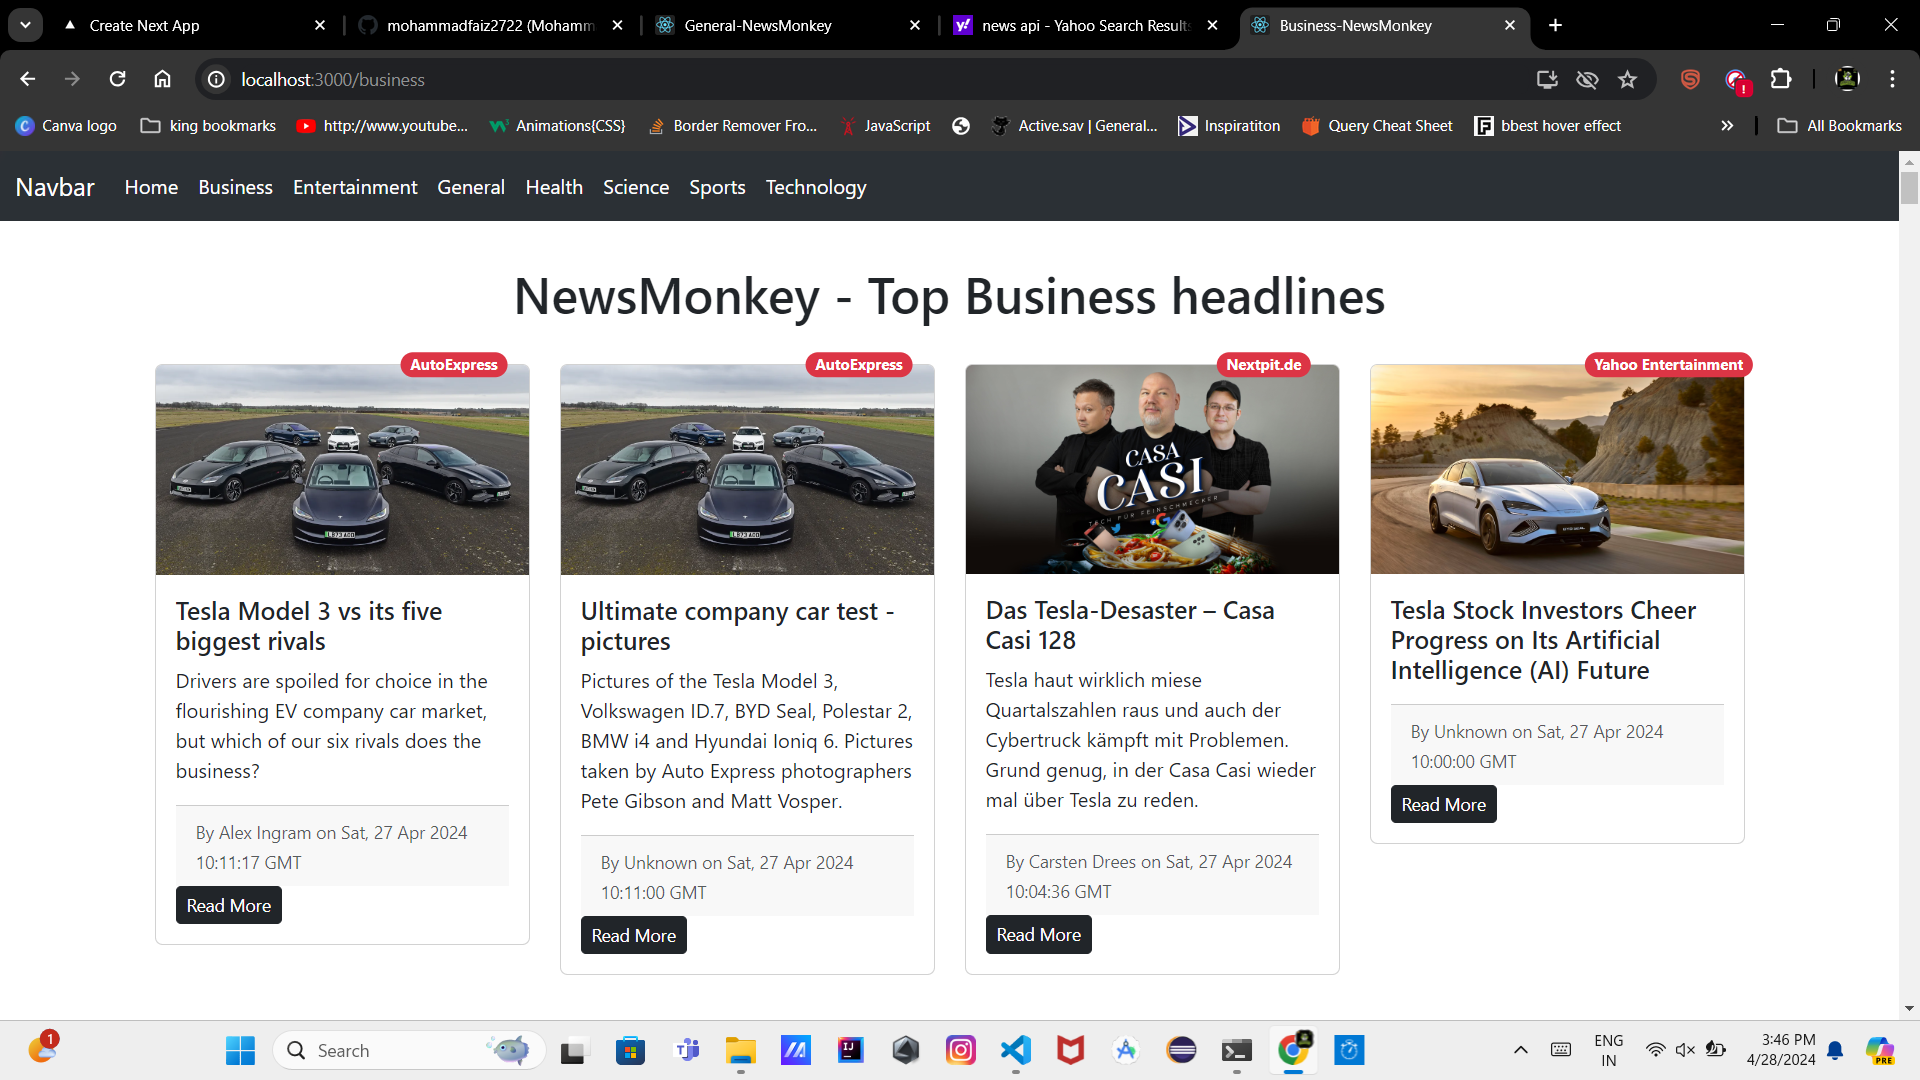 Create Next App
mohammadfaiz2722 (Mohamm
General-NewsMonkey
news api - Yahoo Search Results
Business-NewsMonkey
localhost:3000/business
Canva logo
king bookmarks
http://www.youtube...
Animations{CSS}
Border Remover Fro...
JavaScript
Active.sav | General...
Inspiratiton
Query Cheat Sheet
bbest hover effect
All Bookmarks
Navbar
Home
Business
Entertainment
General
Health
Science
Sports
Technology
NewsMonkey - Top Business headlines
AutoExpress
Tesla Model 3 vs its five
biggest rivals
Drivers are spoiled for choice in the
flourishing EV company car market,
but which of our six rivals does the
business?
By Alex Ingram on Sat, 27 Apr 2024
10:11:17 GMT
Read More
AutoExpress
Ultimate company car test -
pictures
Pictures of the Tesla Model 3,
Volkswagen ID.7, BYD Seal, Polestar 2,
BMW i4 and Hyundai Ioniq 6. Pictures
taken by Auto Express photographers
Pete Gibson and Matt Vosper.
By Unknown on Sat, 27 Apr 2024
10:11:00 GMT
Read More
Nextpit.de
CASA
CASI
TECH FÜR FEINSCHMECKER
Das Tesla-Desaster – Casa
Casi 128
Tesla haut wirklich miese
Quartalszahlen raus und auch der
Cybertruck kämpft mit Problemen.
Grund genug, in der Casa Casi wieder
mal über Tesla zu reden.
By Carsten Drees on Sat, 27 Apr 2024
10:04:36 GMT
Read More
Yahoo Entertainment
Tesla Stock Investors Cheer
Progress on Its Artificial
Intelligence (AI) Future
By Unknown on Sat, 27 Apr 2024
10:00:00 GMT
Read More
1
Search
ENG
IN
3:46 PM
4/28/2024
PRE